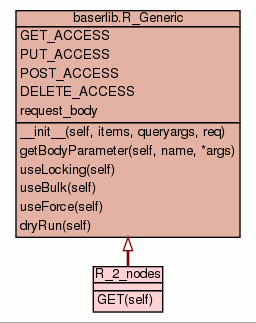 baserlib.R_Generic
GET_ACCESS
PUT_ACCESS
POST_ACCESS
DELETE_ACCESS
request_body
__init__(self, items, queryargs, req)
getBodyParameter(self, name, *args)
useLocking(self)
useBulk(self)
useForce(self)
dryRun(self)
R_2_nodes
GET(self)